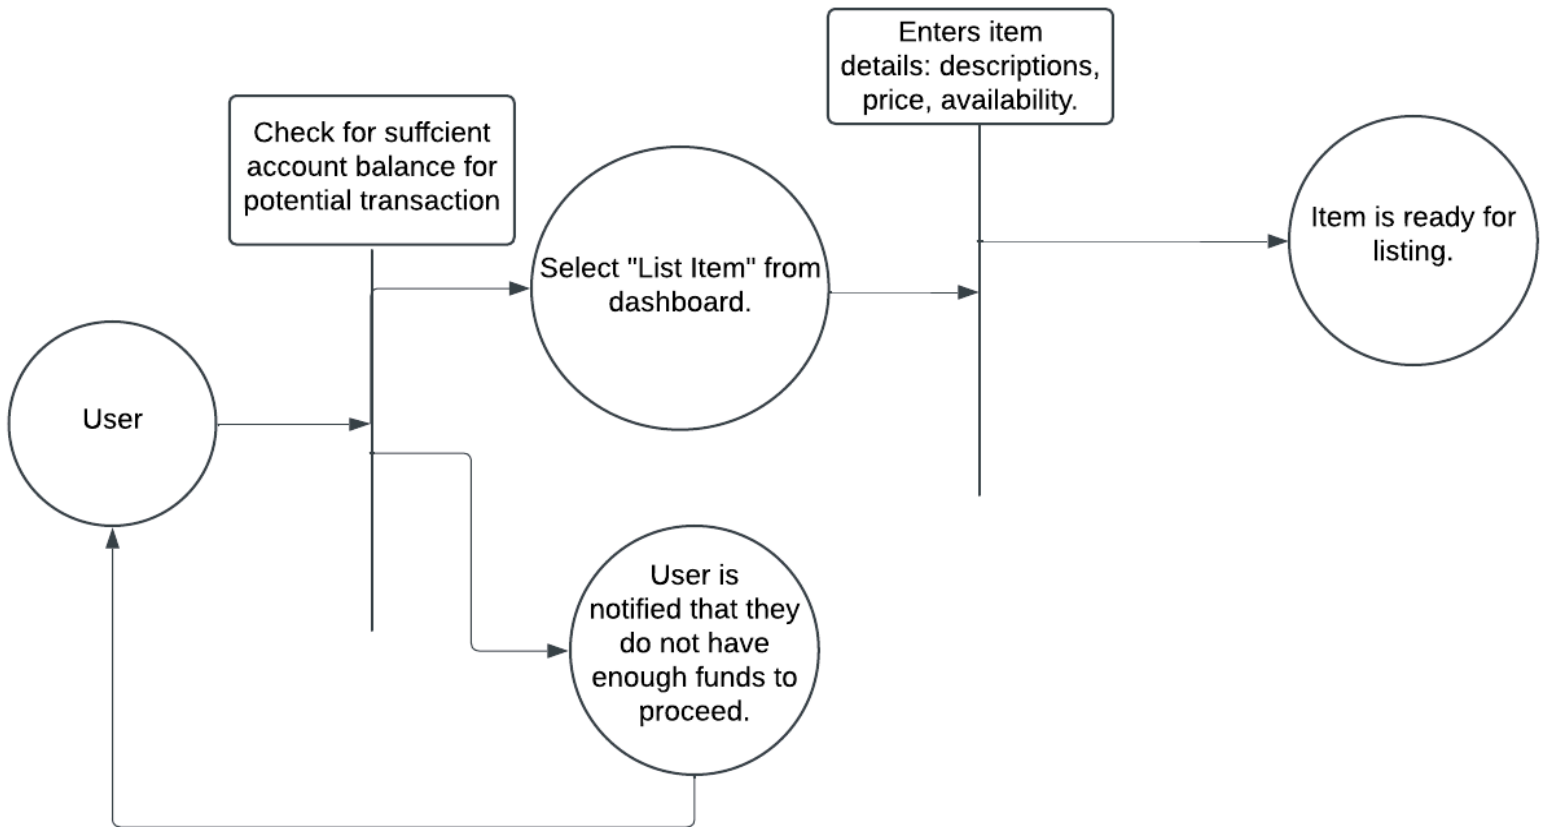 Enters item
details: descriptions,
price, availability.
Check for suffcient
account balance for
potential transaction
Item is ready for
listing.
Select "List Item" from
dashboard.
User
User is
notified that they
do not have
enough funds to
proceed.